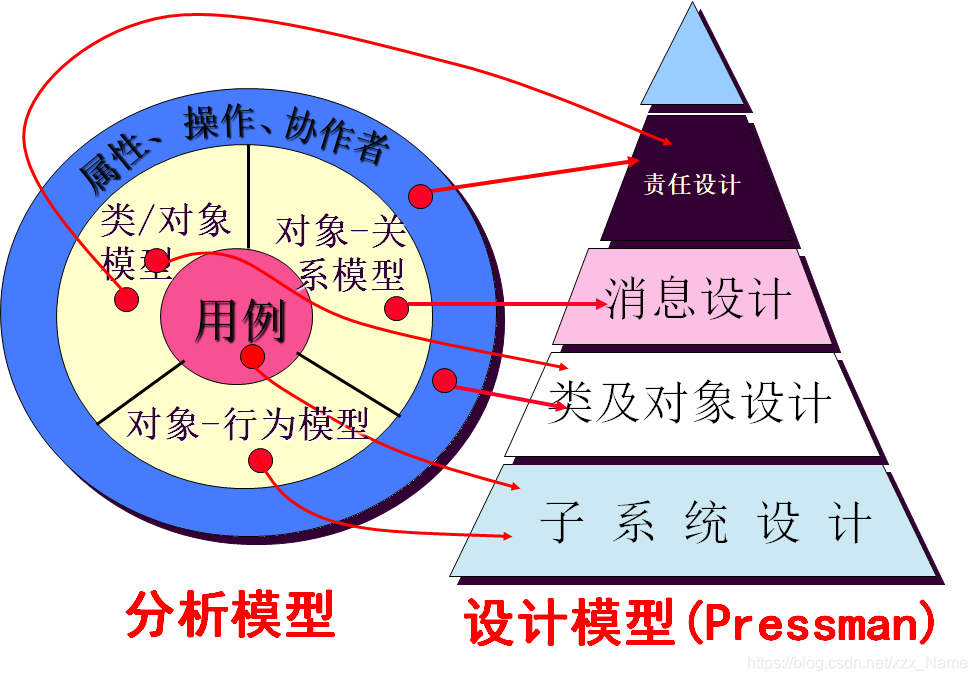 属性、操作、协作者
类/对象
模型
对象-关
系模型
用例
对象-行为模型
分析模型
责任设计
消息设计
类及对象设计
子系统设计
设计模型(Pressman)
https://blog.csdn.net/xzx_Name